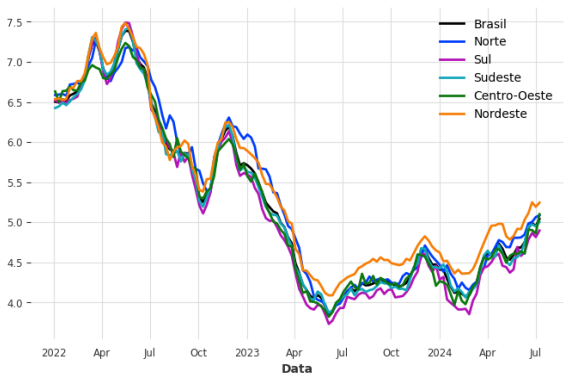 7.5
7.0
6.5
6.0
5.5
5.0
4.5
4.0
Brasil
Norte
Sul
Sudeste
Centro-Oeste
Nordeste
2022 Apr Jul Oct 2023 Apr Jul Oct 2024 Apr Jul
Data